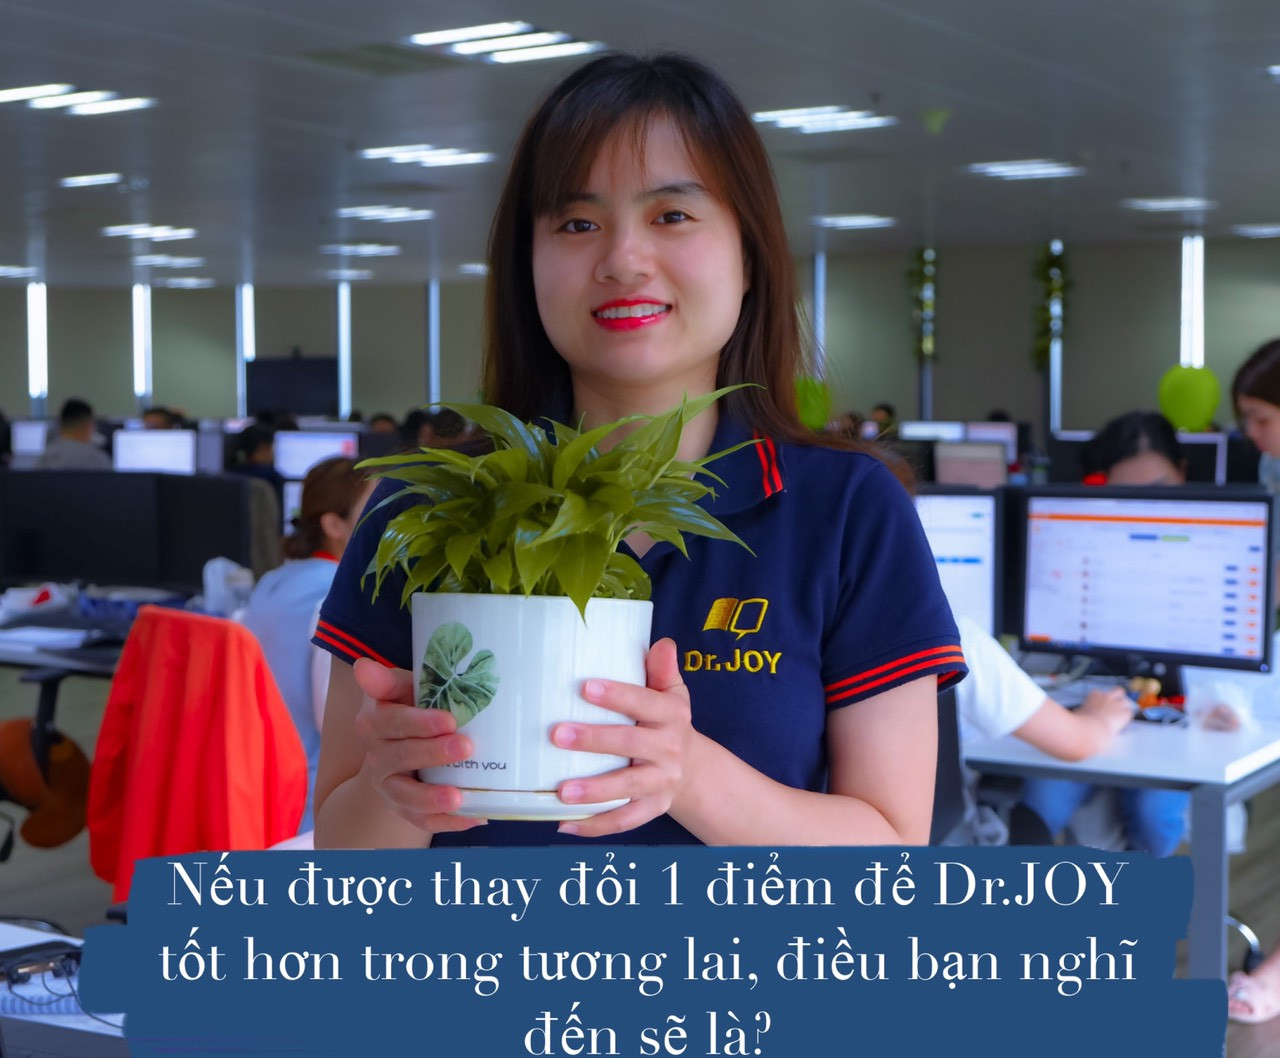 Dr.JOY
with you
Nếu được thay đổi 1 điểm để Dr.JOY
tốt hơn trong tương lai, điều bạn nghĩ
đến sẽ là?